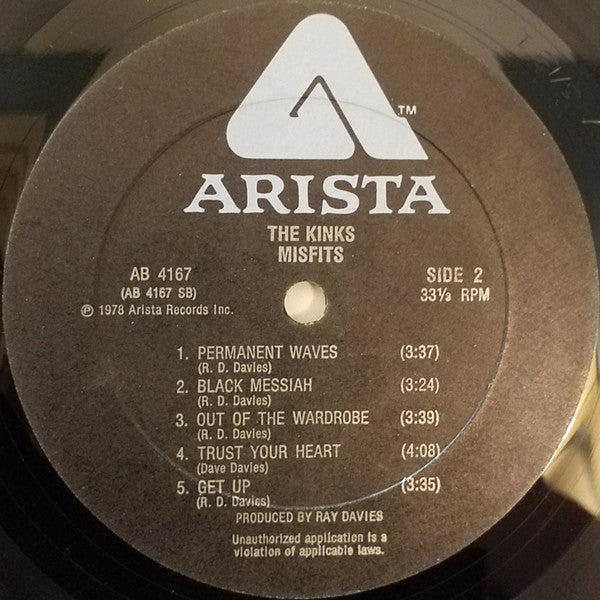 TM
ARISTA
THE KINKS
MISFITS
AB 4167
(AB 4167 SB)
℗ 1978 Arista Records Inc.
SIDE 2
33⅓ RPM
1. PERMANENT WAVES (3:37)
(R. D. Davies)
2. BLACK MESSIAH (3:24)
(R. D. Davies)
3. OUT OF THE WARDROBE (3:39)
(R. D. Davies)
4. TRUST YOUR HEART (4:08)
(Dave Davies)
5. GET UP (3:35)
(R. D. Davies)
PRODUCED BY RAY DAVIES
Unauthorized application is a
violation of applicable laws.